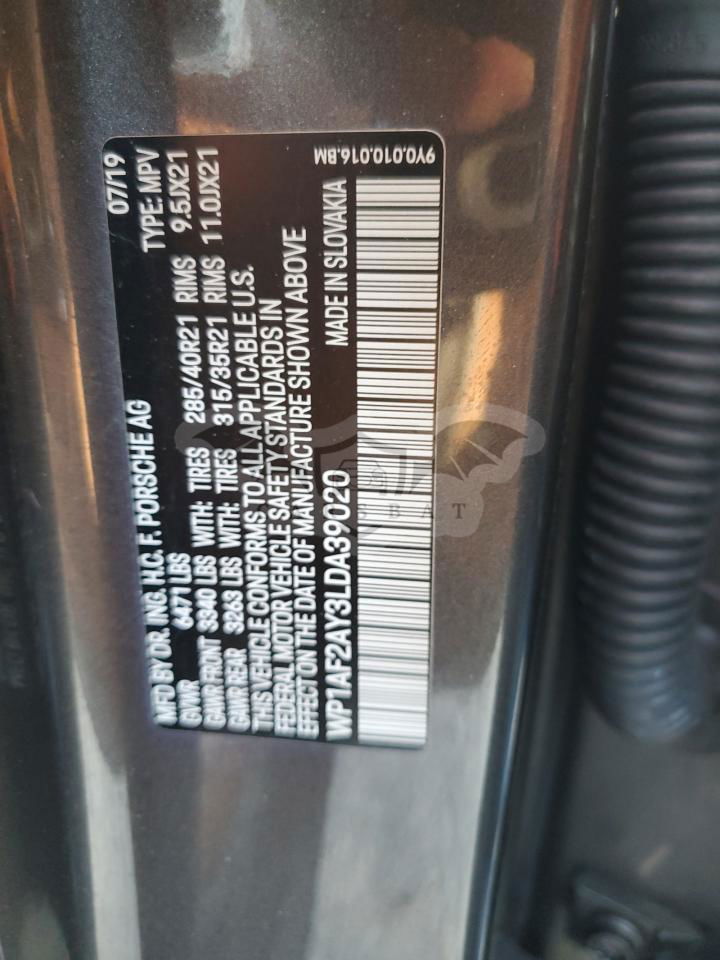 MFD BY DR. ING. H.C. F. PORSCHE AG 07/19
GVWR 6471 LBS TYPE: MPV
GAWR FRONT 3340 LBS WITH: TIRES 285/40R21 RIMS 9.5JX21
GAWR REAR 3263 LBS WITH: TIRES 315/35R21 RIMS 11.0JX21
THIS VEHICLE CONFORMS TO ALL APPLICABLE U.S.
FEDERAL MOTOR VEHICLE SAFETY STANDARDS IN
EFFECT ON THE DATE OF MANUFACTURE SHOWN ABOVE
WP1AF2AY3LDA39020 MADE IN SLOVAKIA
9Y0.010.016.BM